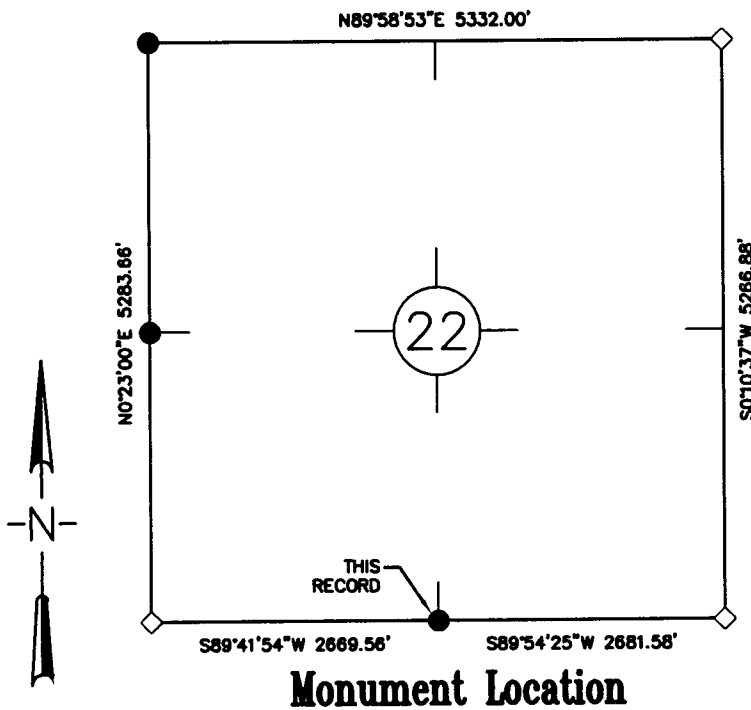 N89°58'53"E 5332.00'
N0°23'00"E 5283.66'
22
S0°10'37"W 5266.88'
-N-
THIS
RECORD
S89°41'54"W 2669.56'
S89°54'25"W 2681.58'
Monument Location